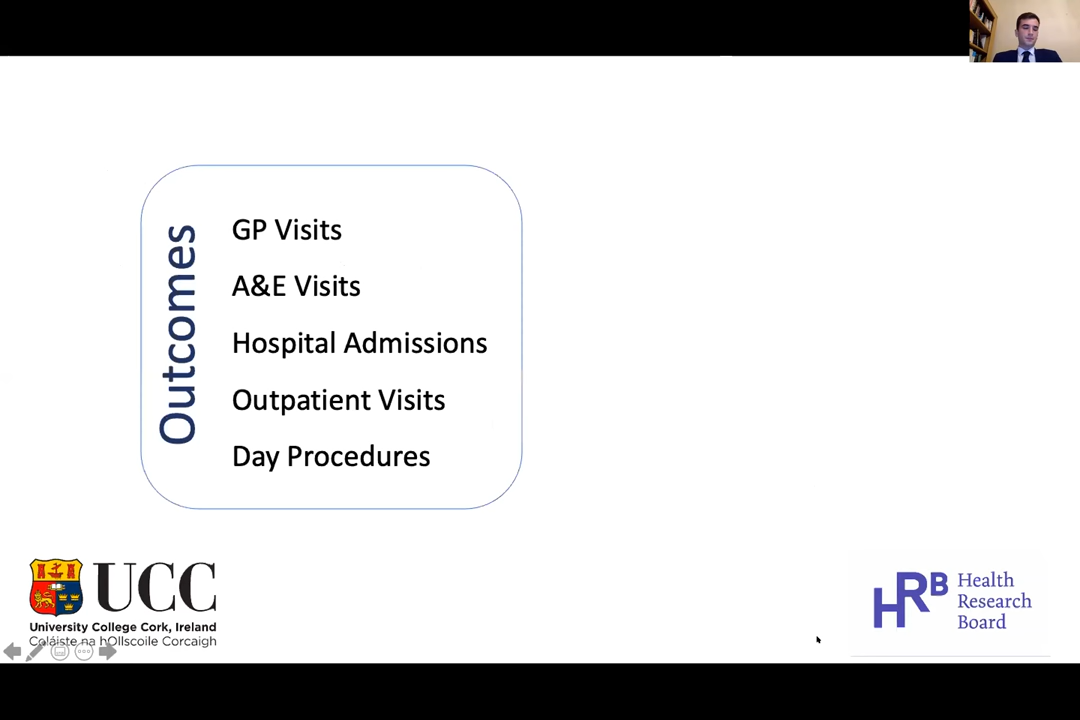 Outcomes
GP Visits
A&E Visits
Hospital Admissions
Outpatient Visits
Day Procedures
UCC
University College Cork, Ireland
Coláiste na hOllscoile Corcaigh
HRB
Health
Research
Board